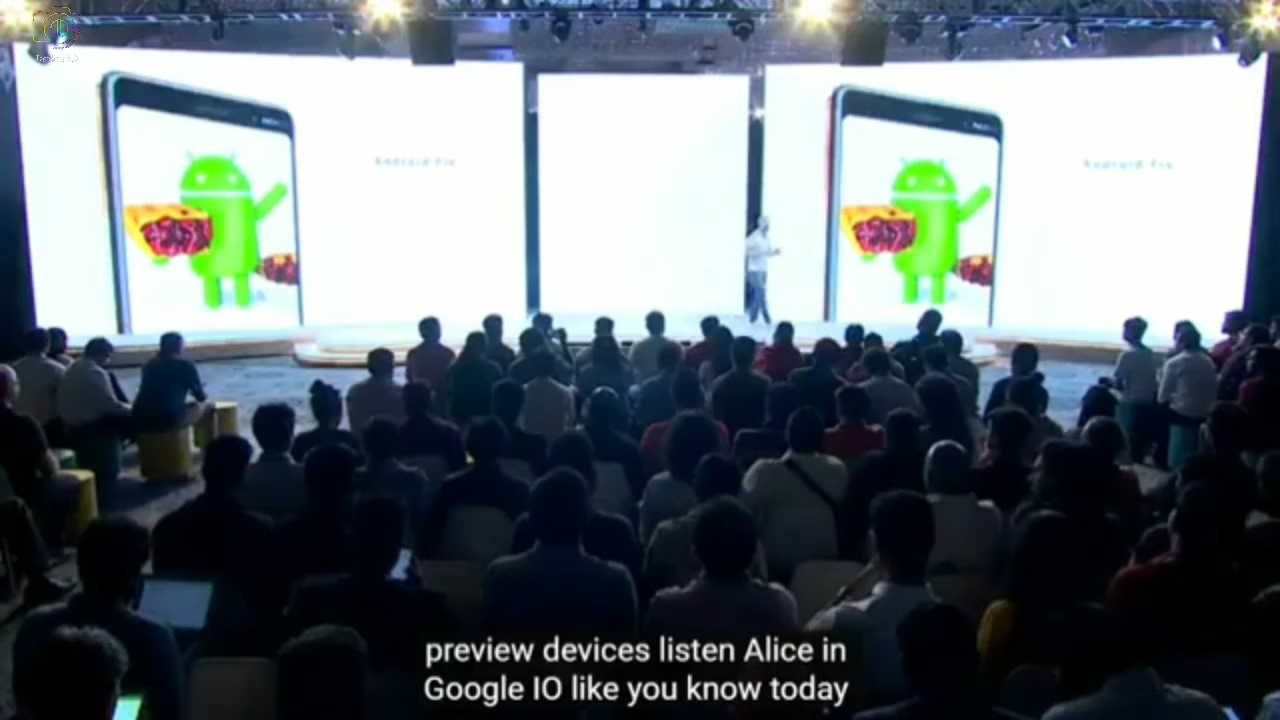 Android Pie
Android Pie
preview devices listen Alice in
Google IO like you know today